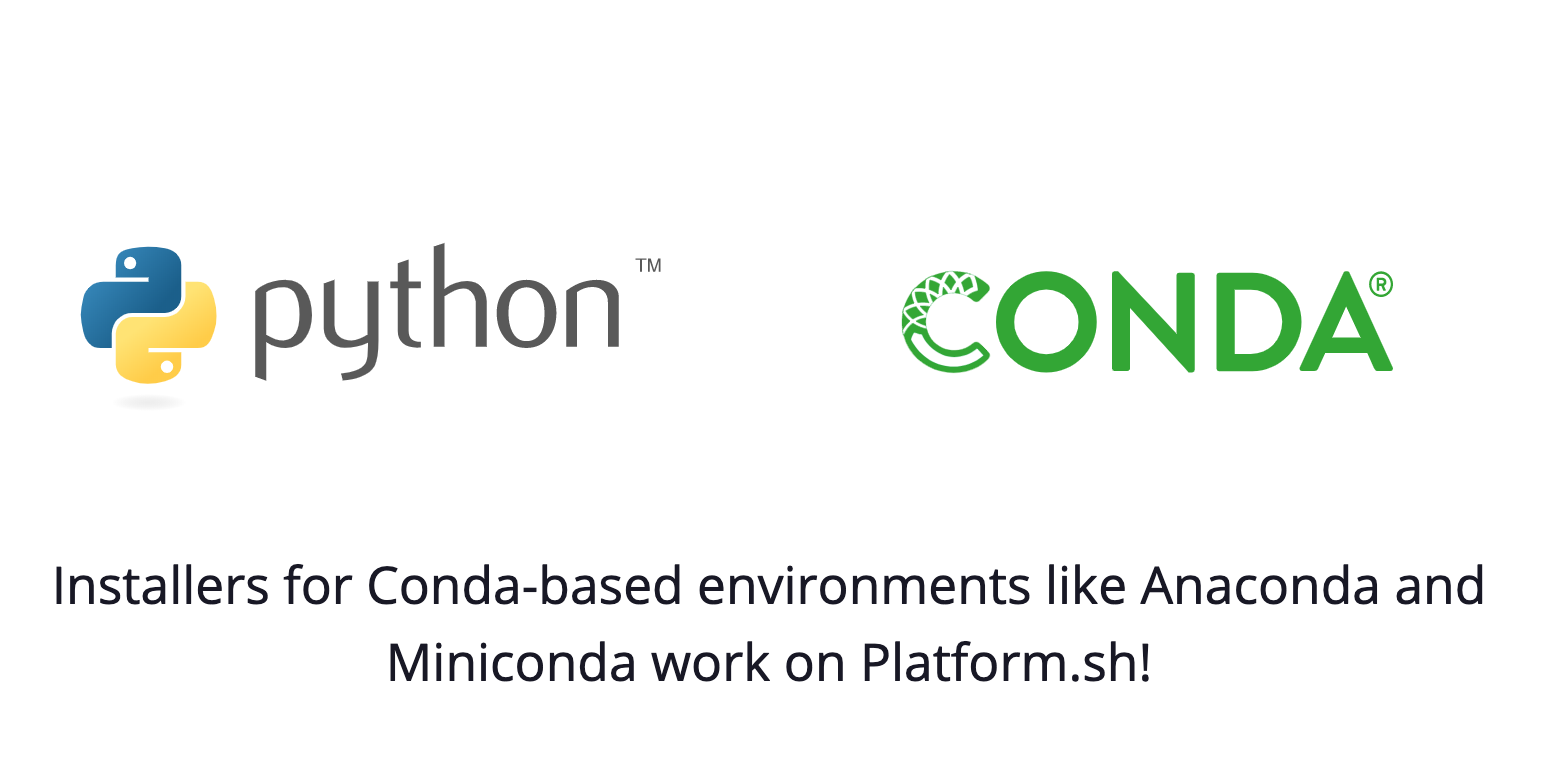 python™
CONDA®
Installers for Conda-based environments like Anaconda and
Miniconda work on Platform.sh!